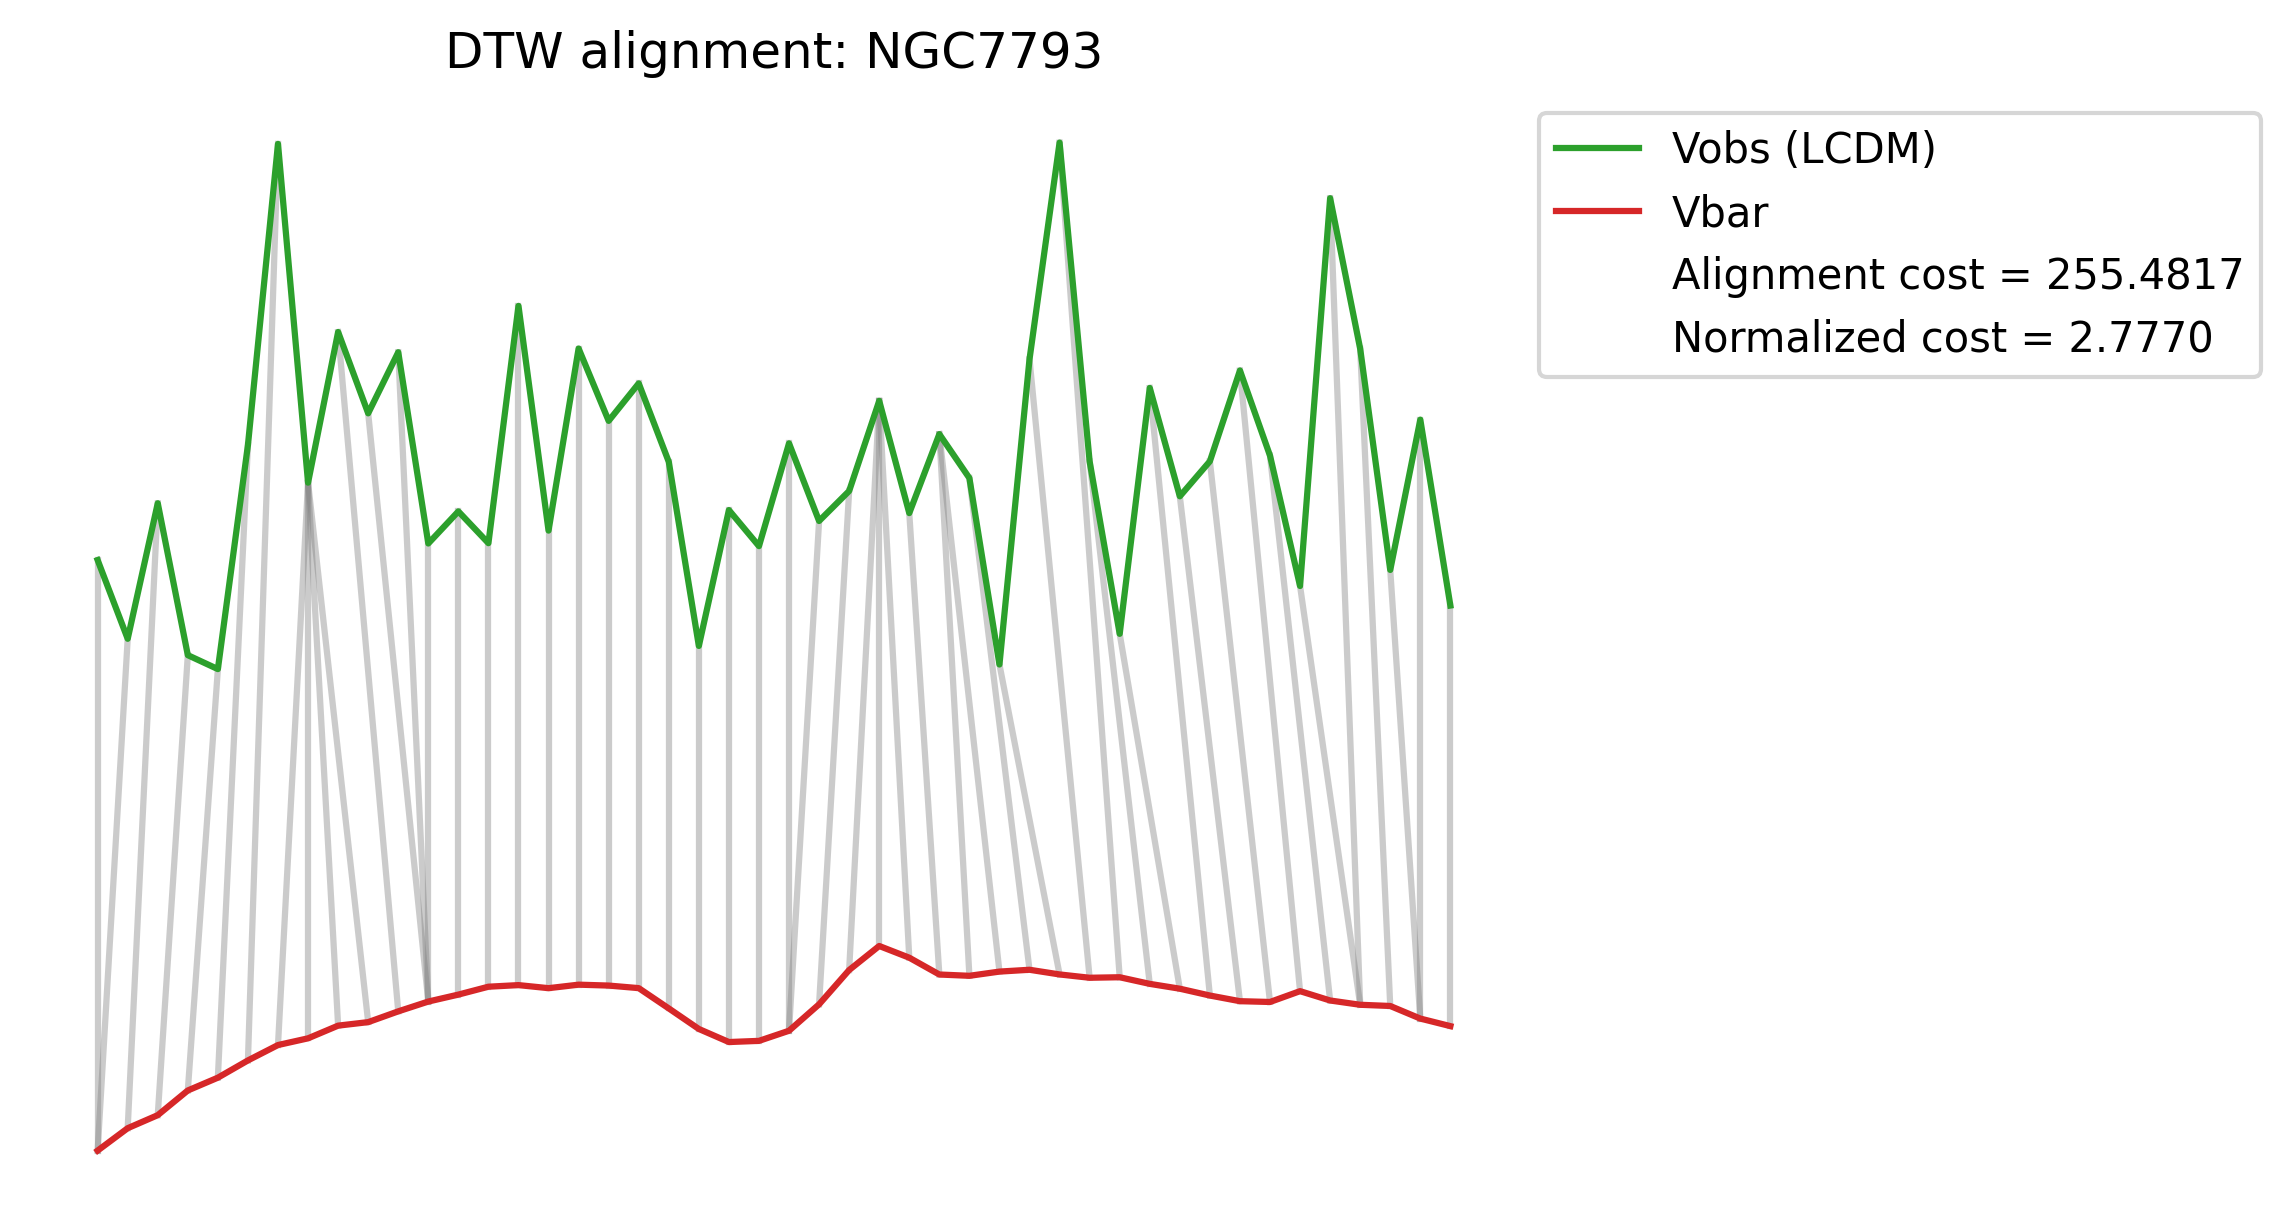 DTW alignment: NGC7793
Vobs (LCDM)
Vbar
Alignment cost = 255.4817
Normalized cost = 2.7770